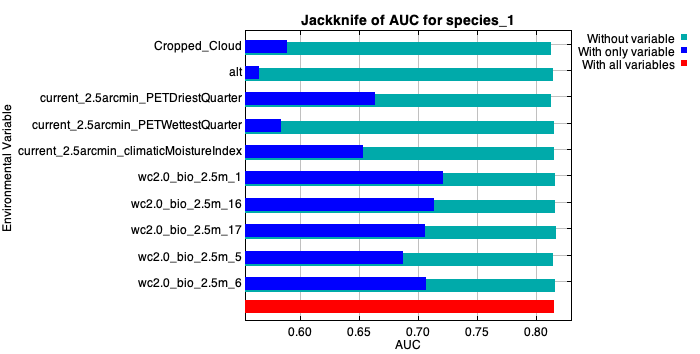 Jackknife of AUC for species_1
Without variable
With only variable
With all variables
Environmental Variable
Cropped_Cloud
alt
current_2.5arcmin_PETDriestQuarter
current_2.5arcmin_PETWettestQuarter
current_2.5arcmin_climaticMoistureIndex
wc2.0_bio_2.5m_1
wc2.0_bio_2.5m_16
wc2.0_bio_2.5m_17
wc2.0_bio_2.5m_5
wc2.0_bio_2.5m_6
0.60 0.65 0.70 0.75 0.80
AUC